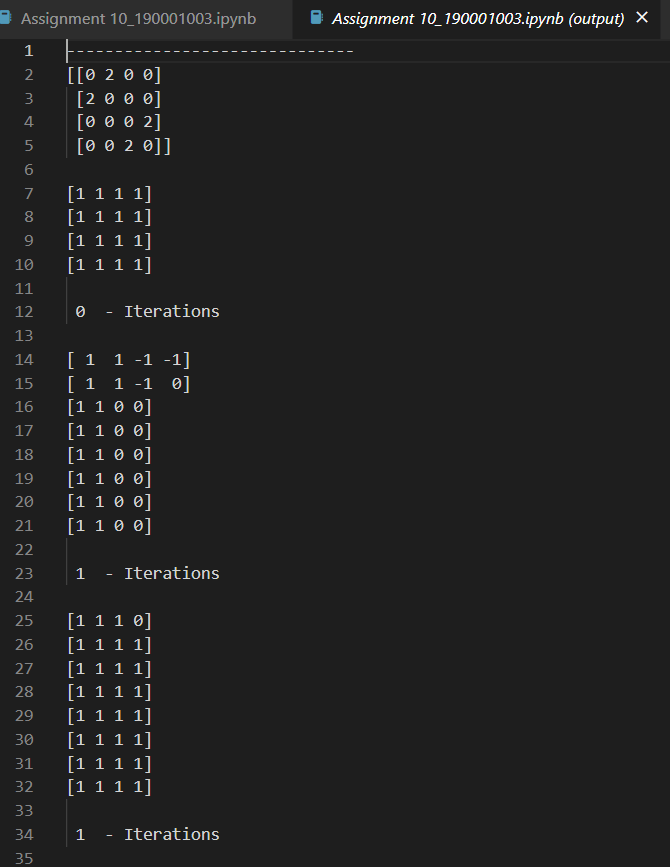 Assignment 10_190001003.ipynb
Assignment 10_190001003.ipynb (output) ✕
1 ------------------------------
2 [[0 2 0 0]
3  [2 0 0 0]
4  [0 0 0 2]
5  [0 0 2 0]]
6
7 [1 1 1 1]
8 [1 1 1 1]
9 [1 1 1 1]
10 [1 1 1 1]
11
12  0  - Iterations
13
14 [ 1  1 -1 -1]
15 [ 1  1 -1  0]
16 [1 1 0 0]
17 [1 1 0 0]
18 [1 1 0 0]
19 [1 1 0 0]
20 [1 1 0 0]
21 [1 1 0 0]
22
23  1  - Iterations
24
25 [1 1 1 0]
26 [1 1 1 1]
27 [1 1 1 1]
28 [1 1 1 1]
29 [1 1 1 1]
30 [1 1 1 1]
31 [1 1 1 1]
32 [1 1 1 1]
33
34  1  - Iterations
35